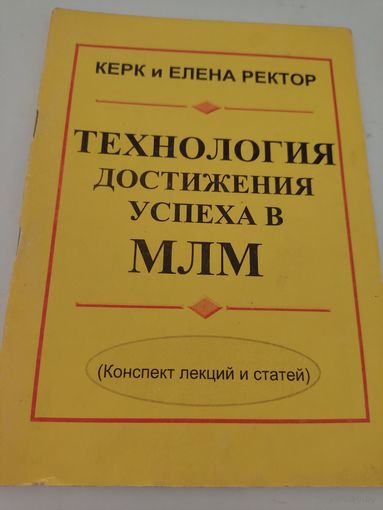 КЕРК и ЕЛЕНА РЕКТОР
ТЕХНОЛОГИЯ
ДОСТИЖЕНИЯ
УСПЕХА В
МЛМ
(Конспект лекций и статей)